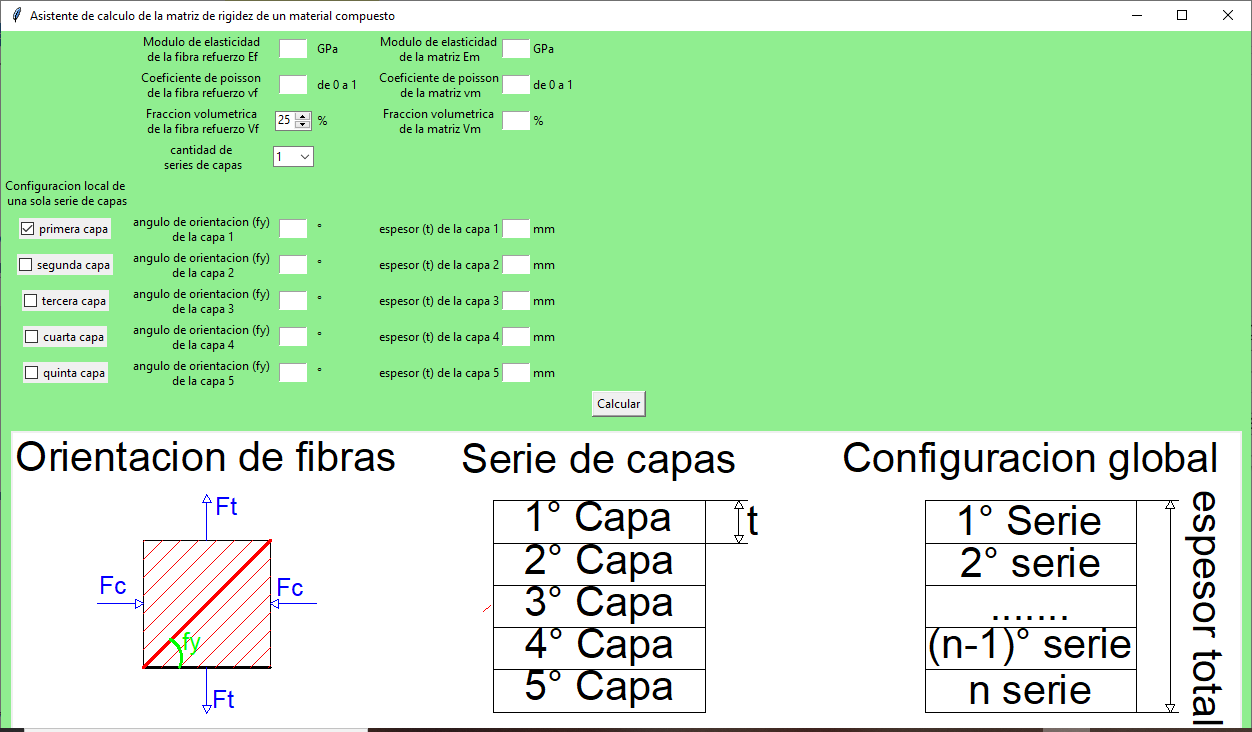 Asistente de calculo de la matriz de rigidez de un material compuesto
Modulo de elasticidad
de la fibra refuerzo Ef
GPa
Modulo de elasticidad
de la matriz Em
GPa
Coeficiente de poisson
de la fibra refuerzo vf
de 0 a 1
Coeficiente de poisson
de la matriz vm
de 0 a 1
Fraccion volumetrica
de la fibra refuerzo Vf
25
%
Fraccion volumetrica
de la matriz Vm
%
cantidad de
series de capas
1
Configuracion local de
una sola serie de capas
primera capa
angulo de orientacion (fy)
de la capa 1
°
espesor (t) de la capa 1
mm
segunda capa
angulo de orientacion (fy)
de la capa 2
°
espesor (t) de la capa 2
mm
tercera capa
angulo de orientacion (fy)
de la capa 3
°
espesor (t) de la capa 3
mm
cuarta capa
angulo de orientacion (fy)
de la capa 4
°
espesor (t) de la capa 4
mm
quinta capa
angulo de orientacion (fy)
de la capa 5
°
espesor (t) de la capa 5
mm
Calcular
Orientacion de fibras
Ft
Fc
Fc
fy
Ft
Serie de capas
1° Capa
t
2° Capa
3° Capa
4° Capa
5° Capa
Configuracion global
1° Serie
2° serie
.......
(n-1)° serie
n serie
espesor total